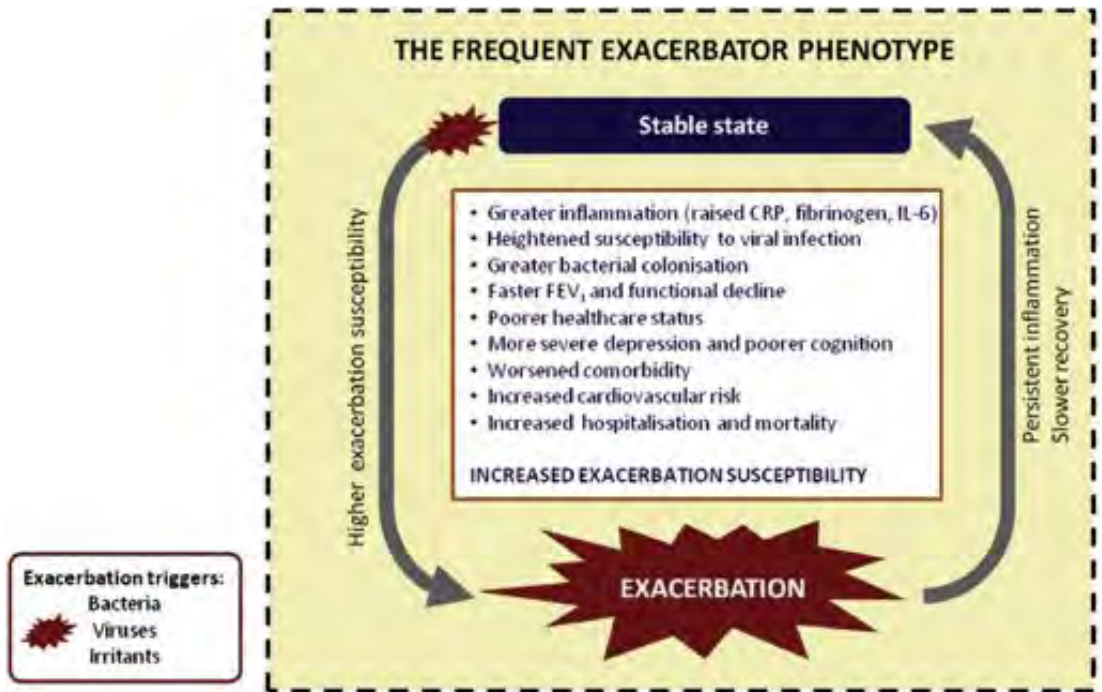 THE FREQUENT EXACERBATOR PHENOTYPE
Stable state
Higher exacerbation susceptibility
• Greater inflammation (raised CRP, fibrinogen, IL-6)
• Heightened susceptibility to viral infection
• Greater bacterial colonisation
• Faster FEV₁ and functional decline
• Poorer healthcare status
• More severe depression and poorer cognition
• Worsened comorbidity
• Increased cardiovascular risk
• Increased hospitalisation and mortality
INCREASED EXACERBATION SUSCEPTIBILITY
Persistent inflammation
Slower recovery
EXACERBATION
Exacerbation triggers:
Bacteria
Viruses
Irritants